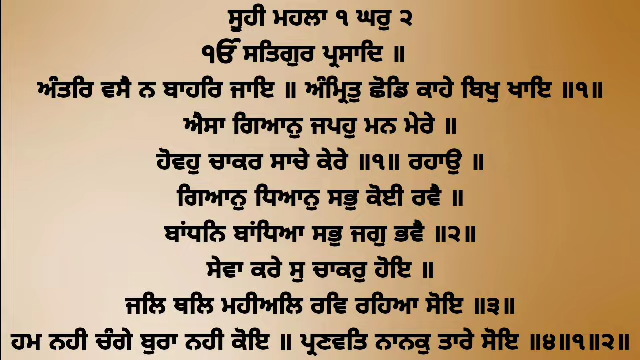 ਸੂਹੀ ਮਹਲਾ ੧ ਘਰੁ ੨
ੴ ਸਤਿਗੁਰ ਪ੍ਰਸਾਦਿ ॥
ਅੰਤਰਿ ਵਸੈ ਨ ਬਾਹਰਿ ਜਾਇ ॥ ਅੰਮ੍ਰਿਤੁ ਛੋਡਿ ਕਾਹੇ ਬਿਖੁ ਖਾਇ ॥੧॥
ਐਸਾ ਗਿਆਨੁ ਜਪਹੁ ਮਨ ਮੇਰੇ ॥
ਹੋਵਹੁ ਚਾਕਰ ਸਾਚੇ ਕੇਰੇ ॥੧॥ ਰਹਾਉ ॥
ਗਿਆਨੁ ਧਿਆਨੁ ਸਭੁ ਕੋਈ ਰਵੈ ॥
ਬਾਂਧਨਿ ਬਾਂਧਿਆ ਸਭੁ ਜਗੁ ਭਵੈ ॥੨॥
ਸੇਵਾ ਕਰੇ ਸੁ ਚਾਕਰੁ ਹੋਇ ॥
ਜਲਿ ਥਲਿ ਮਹੀਅਲਿ ਰਵਿ ਰਹਿਆ ਸੋਇ ॥੩॥
ਹਮ ਨਹੀ ਚੰਗੇ ਬੁਰਾ ਨਹੀ ਕੋਇ ॥ ਪ੍ਰਣਵਤਿ ਨਾਨਕੁ ਤਾਰੇ ਸੋਇ ॥੪॥੧॥੨॥